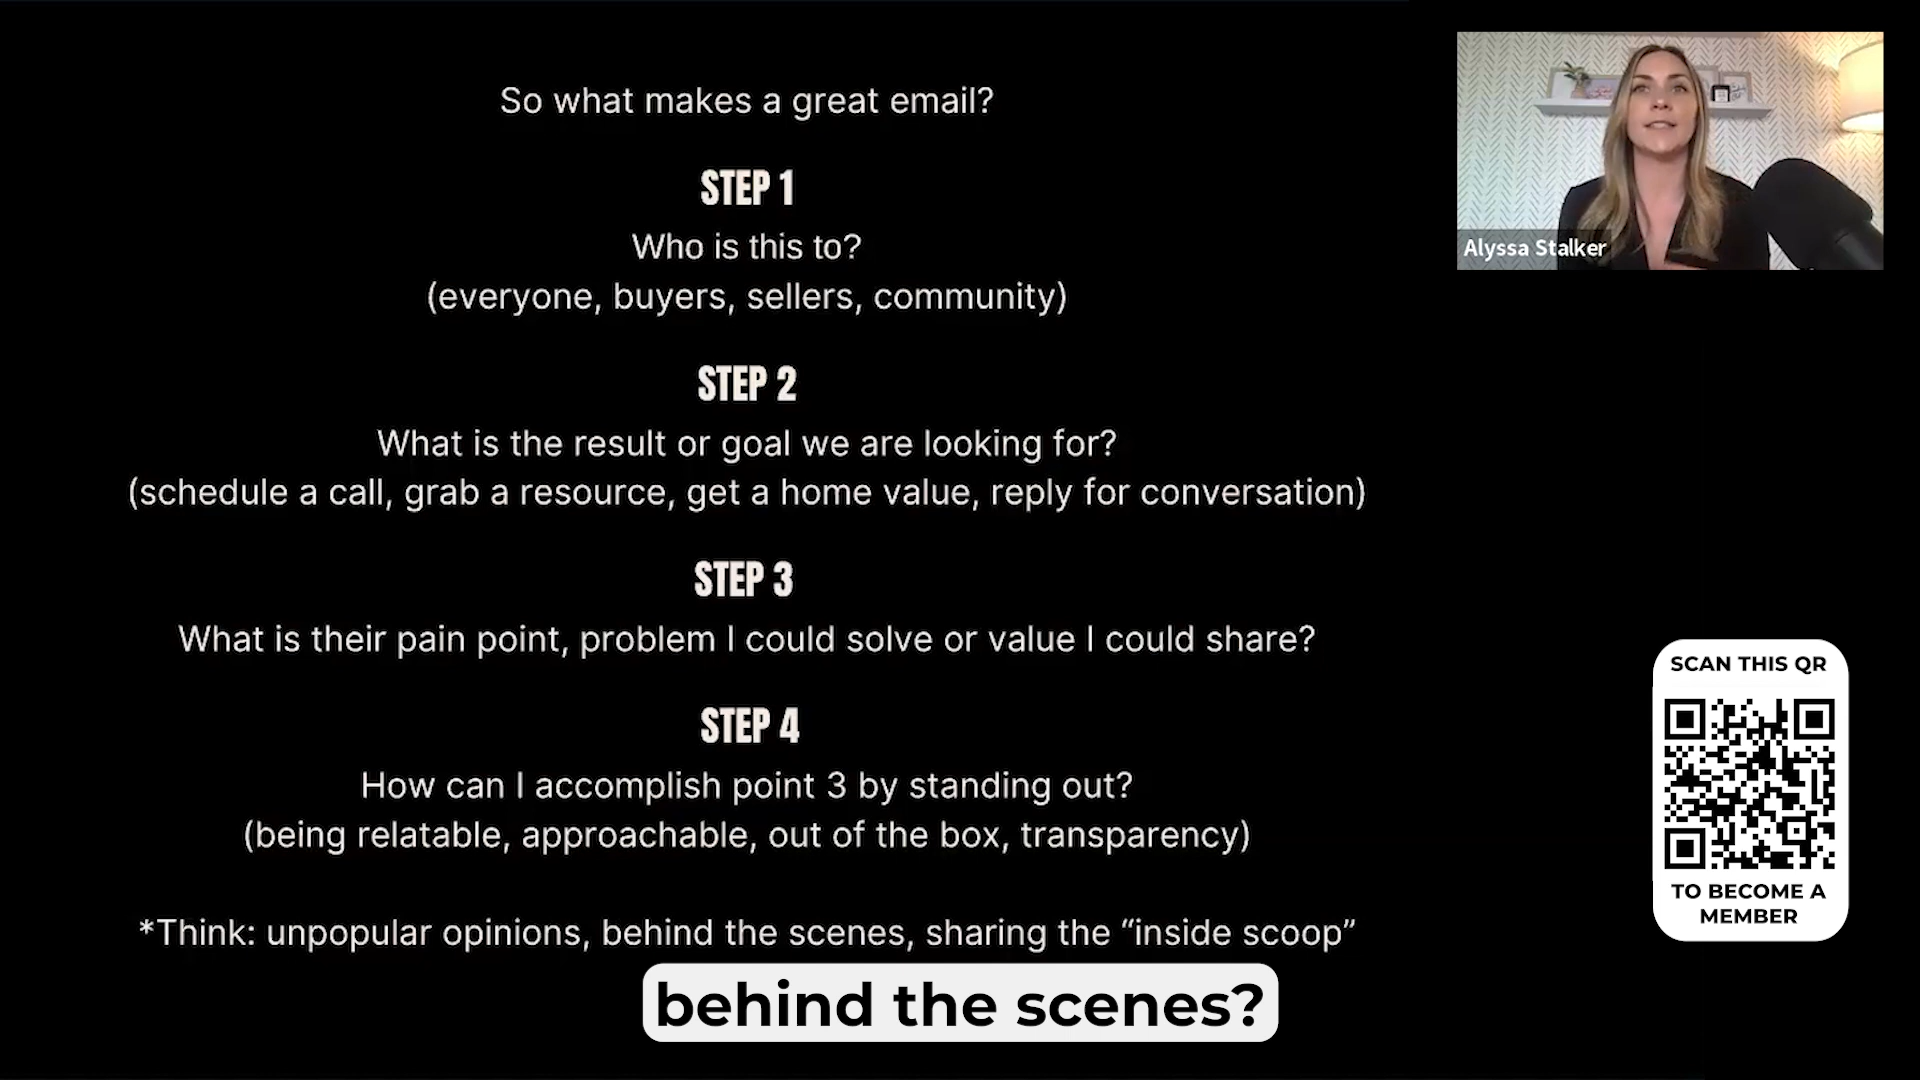 So what makes a great email?
STEP 1
Who is this to?
(everyone, buyers, sellers, community)
STEP 2
What is the result or goal we are looking for?
(schedule a call, grab a resource, get a home value, reply for conversation)
STEP 3
What is their pain point, problem I could solve or value I could share?
STEP 4
How can I accomplish point 3 by standing out?
(being relatable, approachable, out of the box, transparency)
*Think: unpopular opinions, behind the scenes, sharing the “inside scoop”
behind the scenes?
Alyssa Stalker
SCAN THIS QR
TO BECOME A
MEMBER